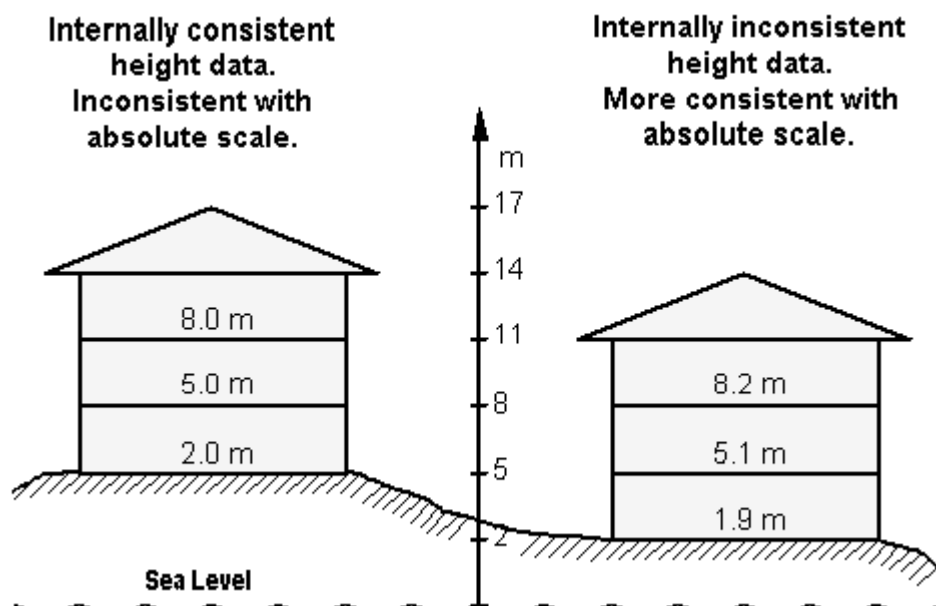 Internally consistent
height data.
Inconsistent with
absolute scale.
Internally inconsistent
height data.
More consistent with
absolute scale.
m
17
14
11
8
5
2
8.0 m
5.0 m
2.0 m
8.2 m
5.1 m
1.9 m
Sea Level